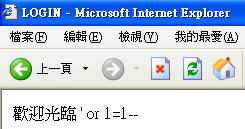 LOGIN - Microsoft Internet Explorer
檔案(F) 編輯(E) 檢視(V) 我的最愛(A)
上一頁
歡迎光臨 ' or 1=1--